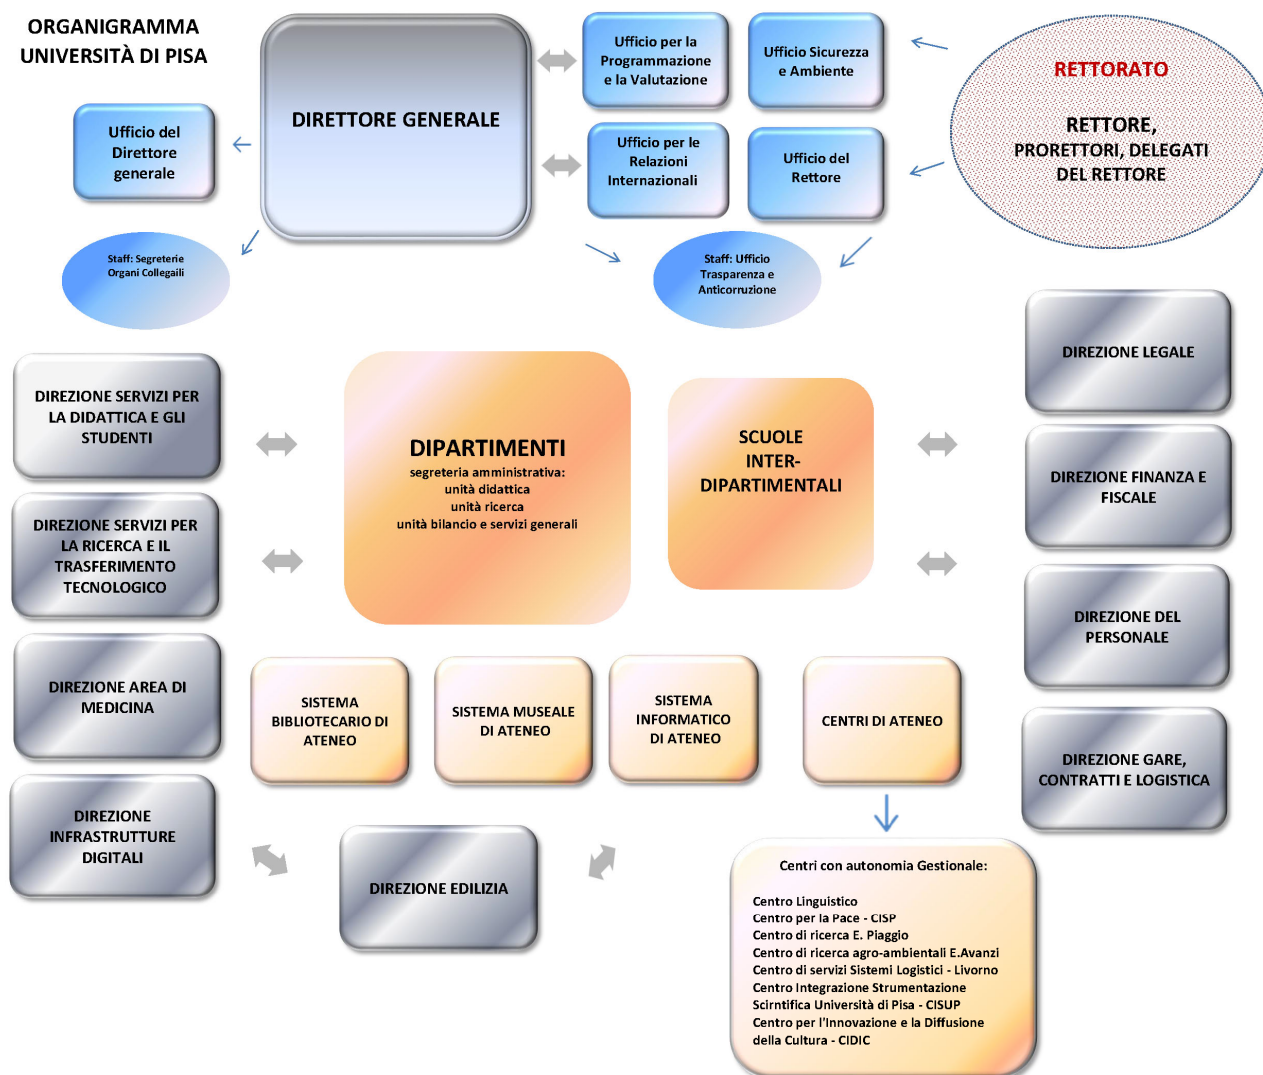 ORGANIGRAMMA
UNIVERSITÀ DI PISA
DIRETTORE GENERALE
Ufficio per la
Programmazione
e la Valutazione
Ufficio Sicurezza
e Ambiente
RETTORATO
RETTORE,
PRORETTORI, DELEGATI
DEL RETTORE
Ufficio del
Direttore
generale
Ufficio per le
Relazioni
Internazionali
Ufficio del
Rettore
Staff: Segreterie
Organi Collegaili
Staff: Ufficio
Trasparenza e
Anticorruzione
DIREZIONE SERVIZI PER
LA DIDATTICA E GLI
STUDENTI
DIPARTIMENTI
segreteria amministrativa:
unità didattica
unità ricerca
unità bilancio e servizi generali
SCUOLE
INTER-
DIPARTIMENTALI
DIREZIONE LEGALE
DIREZIONE FINANZA E
FISCALE
DIREZIONE SERVIZI PER
LA RICERCA E IL
TRASFERIMENTO
TECNOLOGICO
DIREZIONE DEL
PERSONALE
DIREZIONE AREA DI
MEDICINA
SISTEMA
BIBLIOTECARIO DI
ATENEO
SISTEMA MUSEALE
DI ATENEO
SISTEMA
INFORMATICO
DI ATENEO
CENTRI DI ATENEO
DIREZIONE GARE,
CONTRATTI E LOGISTICA
DIREZIONE
INFRASTRUTTURE
DIGITALI
DIREZIONE EDILIZIA
Centri con autonomia Gestionale:
Centro Linguistico
Centro per la Pace - CISP
Centro di ricerca E. Piaggio
Centro di ricerca agro-ambientali E.Avanzi
Centro di servizi Sistemi Logistici - Livorno
Centro Integrazione Strumentazione
Scirntifica Università di Pisa - CISUP
Centro per l'Innovazione e la Diffusione
della Cultura - CIDIC